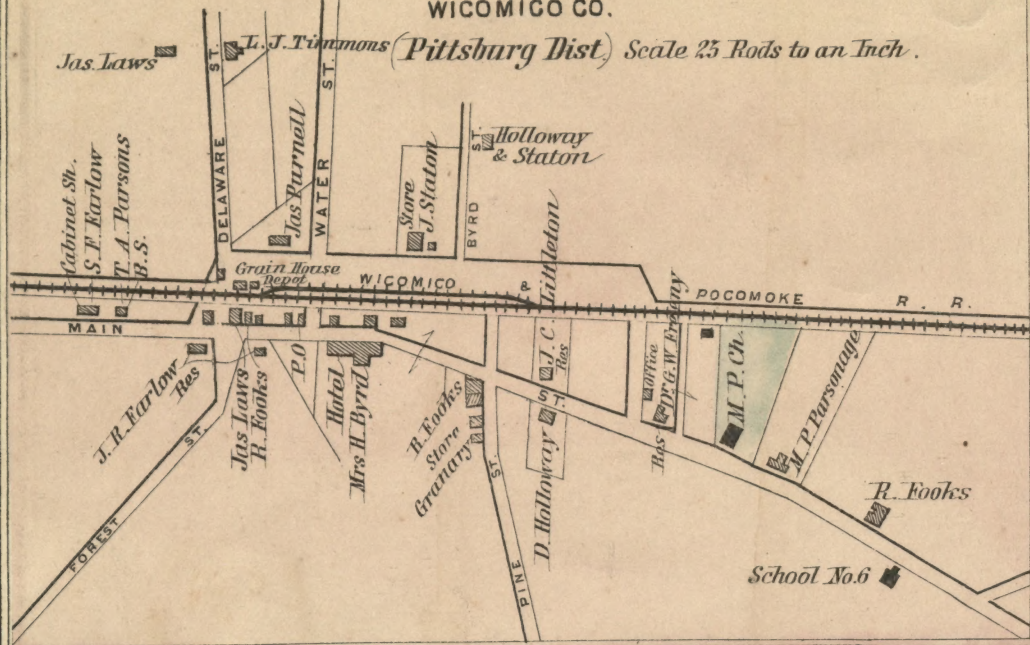 WICOMICO CO.
(Pittsburg Dist.) Scale 25 Rods to an Inch.
Jas. Laws
DELAWARE ST.
L. J. Timmons
WATER ST.
Jas Parnell
Store
J. Staton
BYRD ST.
Holloway
& Staton
Cabinet Sh.
S. F. Farlow
T. A. Parsons
B. S.
Grain House
Depot
WICOMICO & POCOMOKE R. R.
MAIN ST.
J. R. Farlow
Res
Jas Laws
R. Fooks
P.O
Hotel
Mrs H. Byrd
R. Fooks
Store
Granary
J. C. Littleton
Res
D. Holloway
Office
Dr. G. W.
Res
M. P. Ch.
M. P. Parsonage
R. Fooks
School No. 6
FOREST ST.
PINE ST.